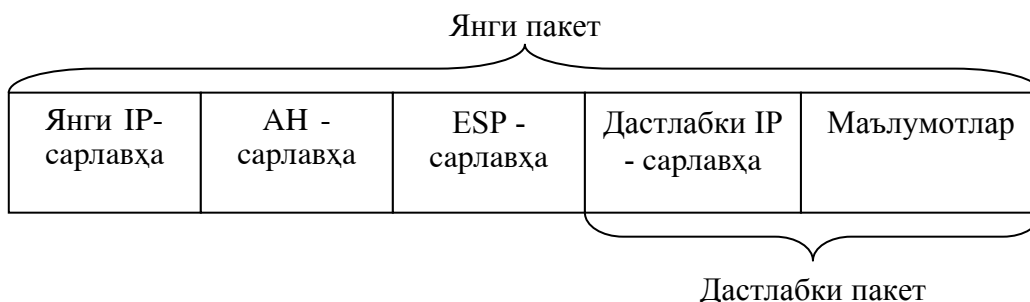 Янги пакет
Янги IP-
сарлавҳа
AH -
сарлавҳа
ESP -
сарлавҳа
Дастлабки IP
- сарлавҳа
Маълумотлар
Дастлабки пакет